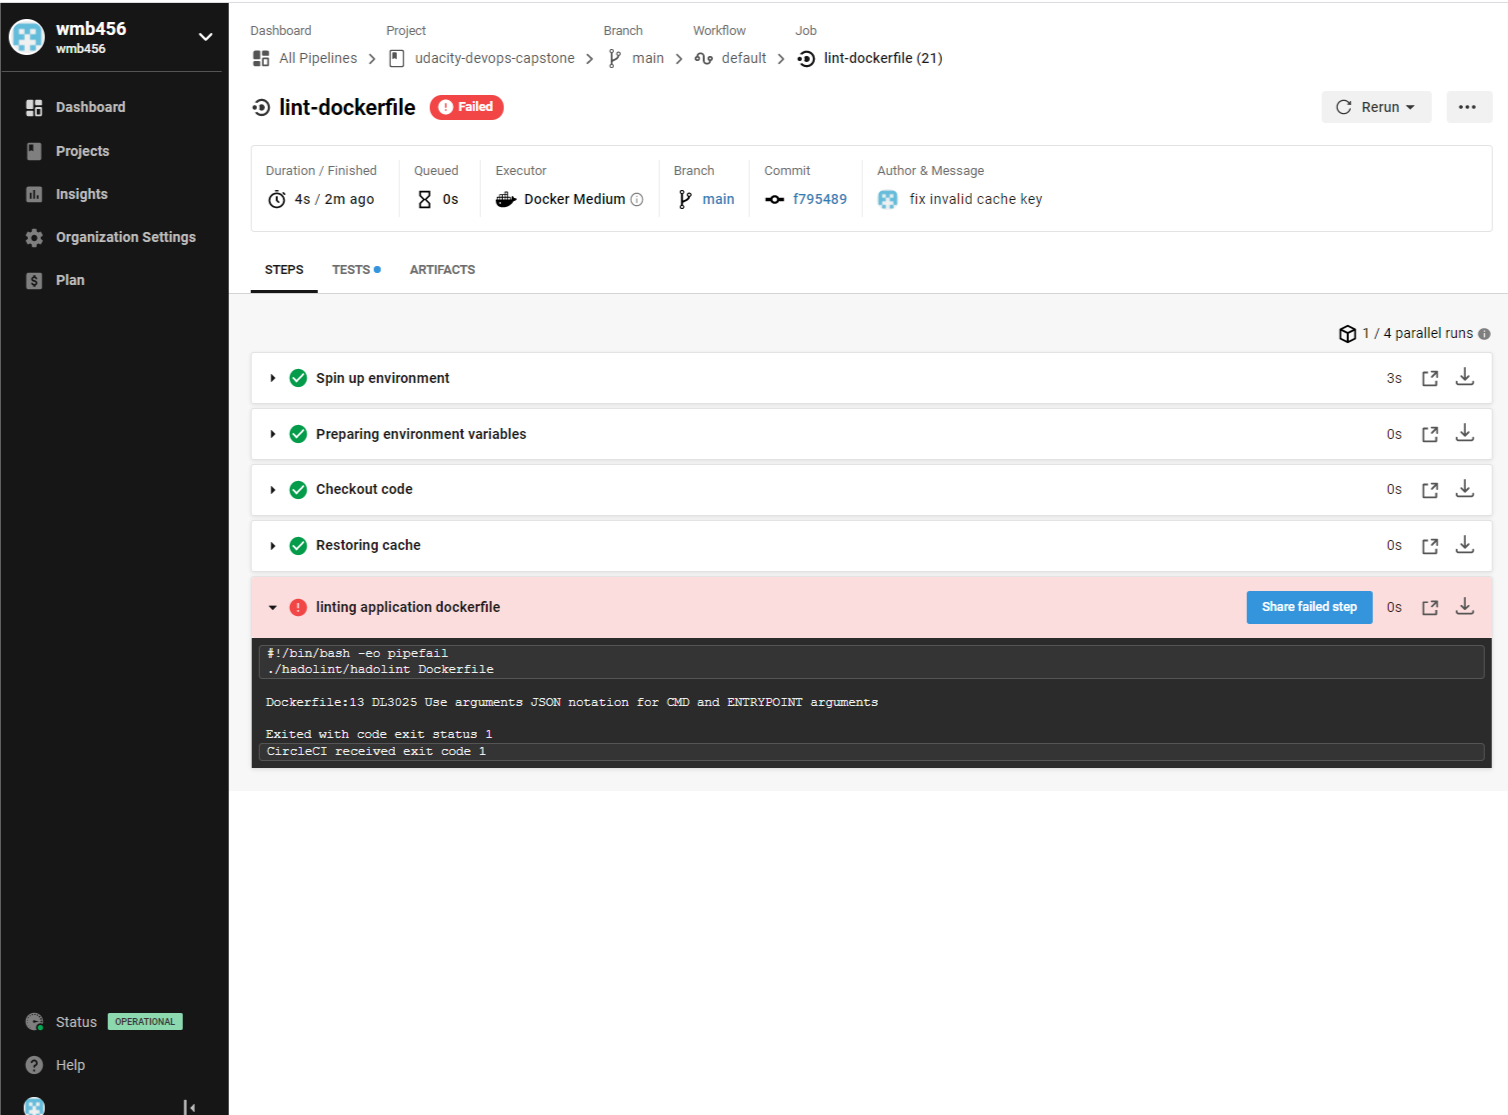 wmb456
wmb456
Dashboard
Projects
Insights
Organization Settings
Plan
Status OPERATIONAL
Help
Dashboard Project Branch Workflow Job
All Pipelines udacity-devops-capstone main default lint-dockerfile (21)
lint-dockerfile Failed
Rerun
Duration / Finished Queued Executor Branch Commit Author & Message
4s / 2m ago 0s Docker Medium main f795489 fix invalid cache key
STEPS TESTS ARTIFACTS
1 / 4 parallel runs
Spin up environment 3s
Preparing environment variables 0s
Checkout code 0s
Restoring cache 0s
linting application dockerfile Share failed step 0s
#!/bin/bash -eo pipefail
./hadolint/hadolint Dockerfile
Dockerfile:13 DL3025 Use arguments JSON notation for CMD and ENTRYPOINT arguments
Exited with code exit status 1
CircleCI received exit code 1